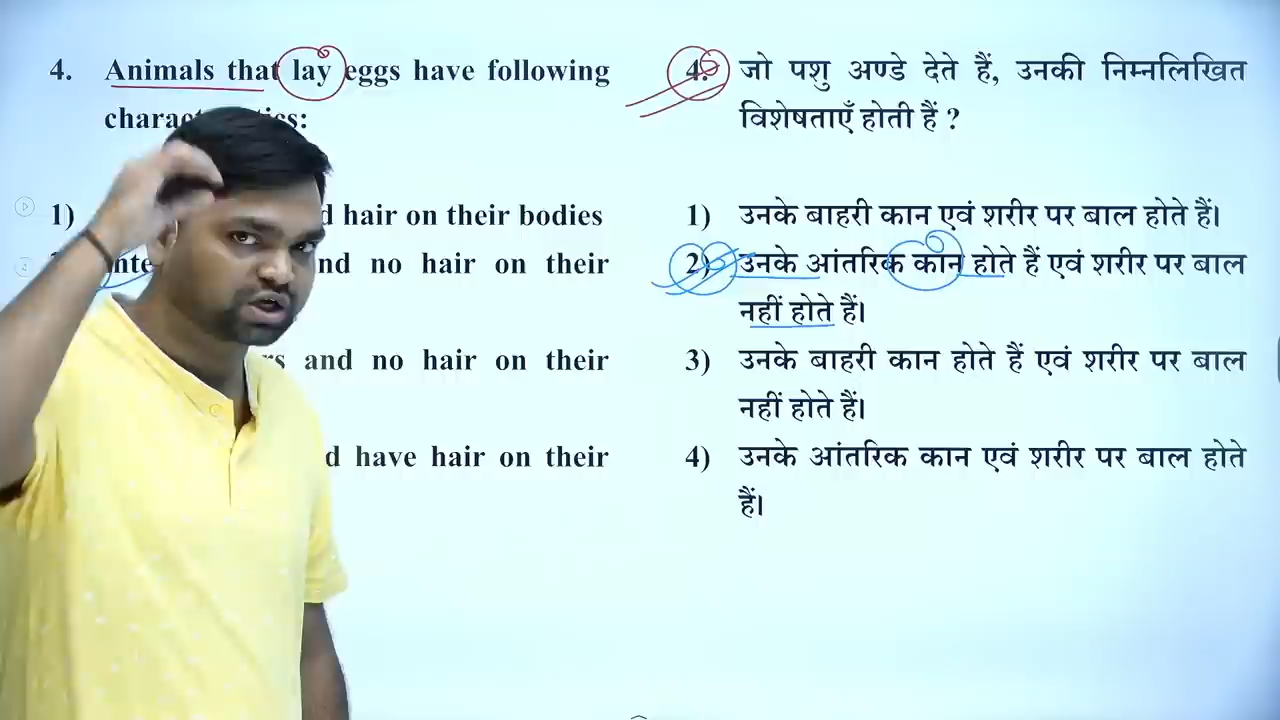 4. Animals that lay eggs have following
1) hair on their bodies
and no hair on their
and no hair on their
have hair on their
4. जो पशु अण्डे देते हैं, उनकी निम्नलिखित
विशेषताएँ होती हैं ?
1) उनके बाहरी कान एवं शरीर पर बाल होते हैं।
2) उनके आंतरिक कान होते हैं एवं शरीर पर बाल
नहीं होते हैं।
3) उनके बाहरी कान होते हैं एवं शरीर पर बाल
नहीं होते हैं।
4) उनके आंतरिक कान एवं शरीर पर बाल होते
हैं।